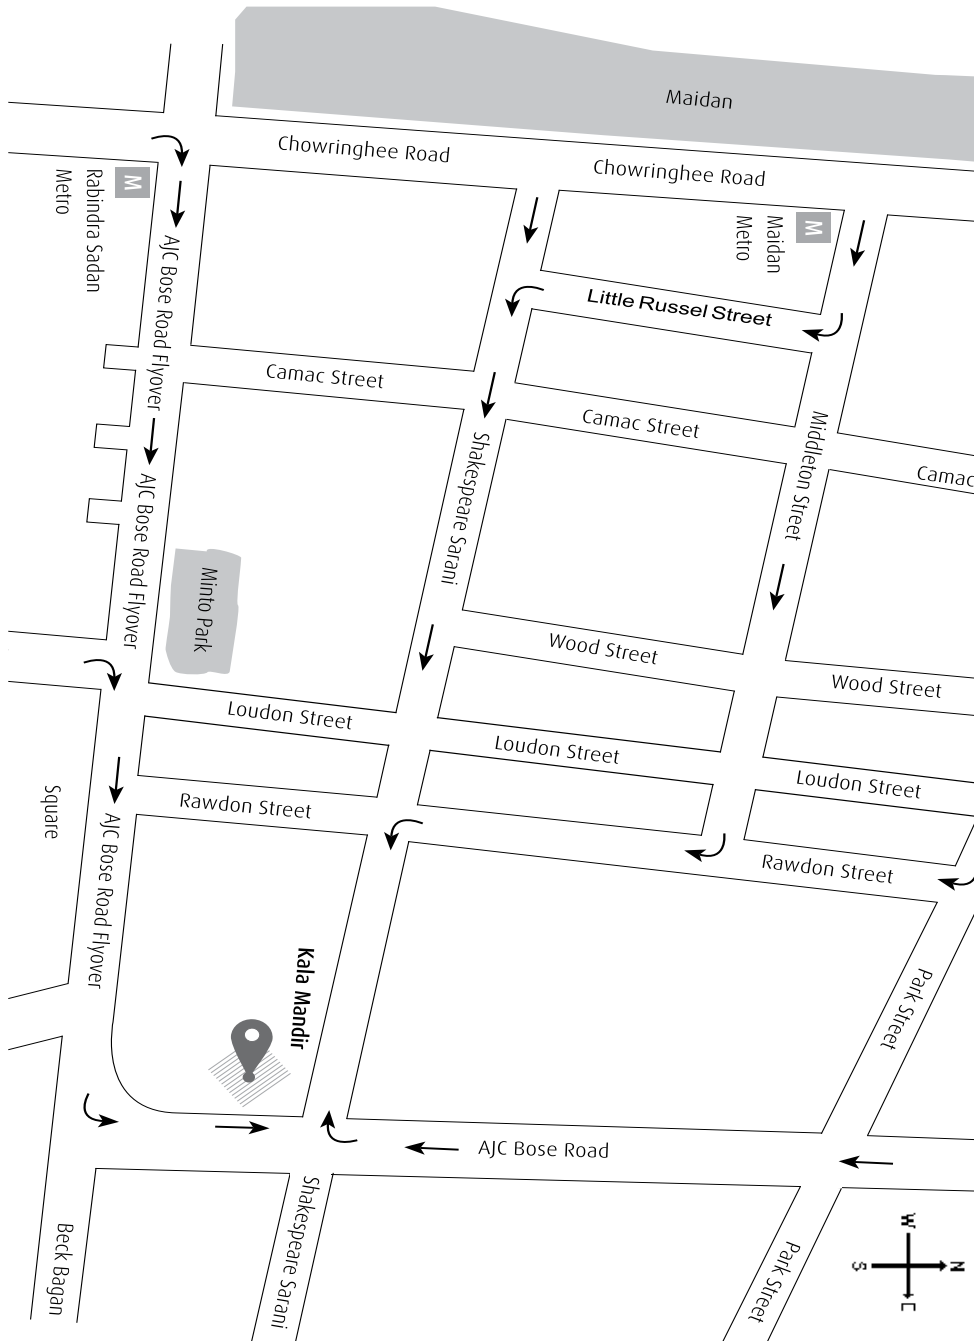 Maidan
Chowringhee Road
Chowringhee Road
M
Rabindra Sadan
Metro
M
Maidan
Metro
Little Russel Street
AJC Bose Road Flyover
Camac Street
Camac Street
Camac
Middleton Street
Shakespeare Sarani
AJC Bose Road Flyover
Minto Park
Wood Street
Wood Street
Loudon Street
Loudon Street
Loudon Street
Rawdon Street
Rawdon Street
Square
AJC Bose Road Flyover
Kala Mandir
Park Street
AJC Bose Road
Shakespeare Sarani
Beck Bagan
Park Street
W
N
S